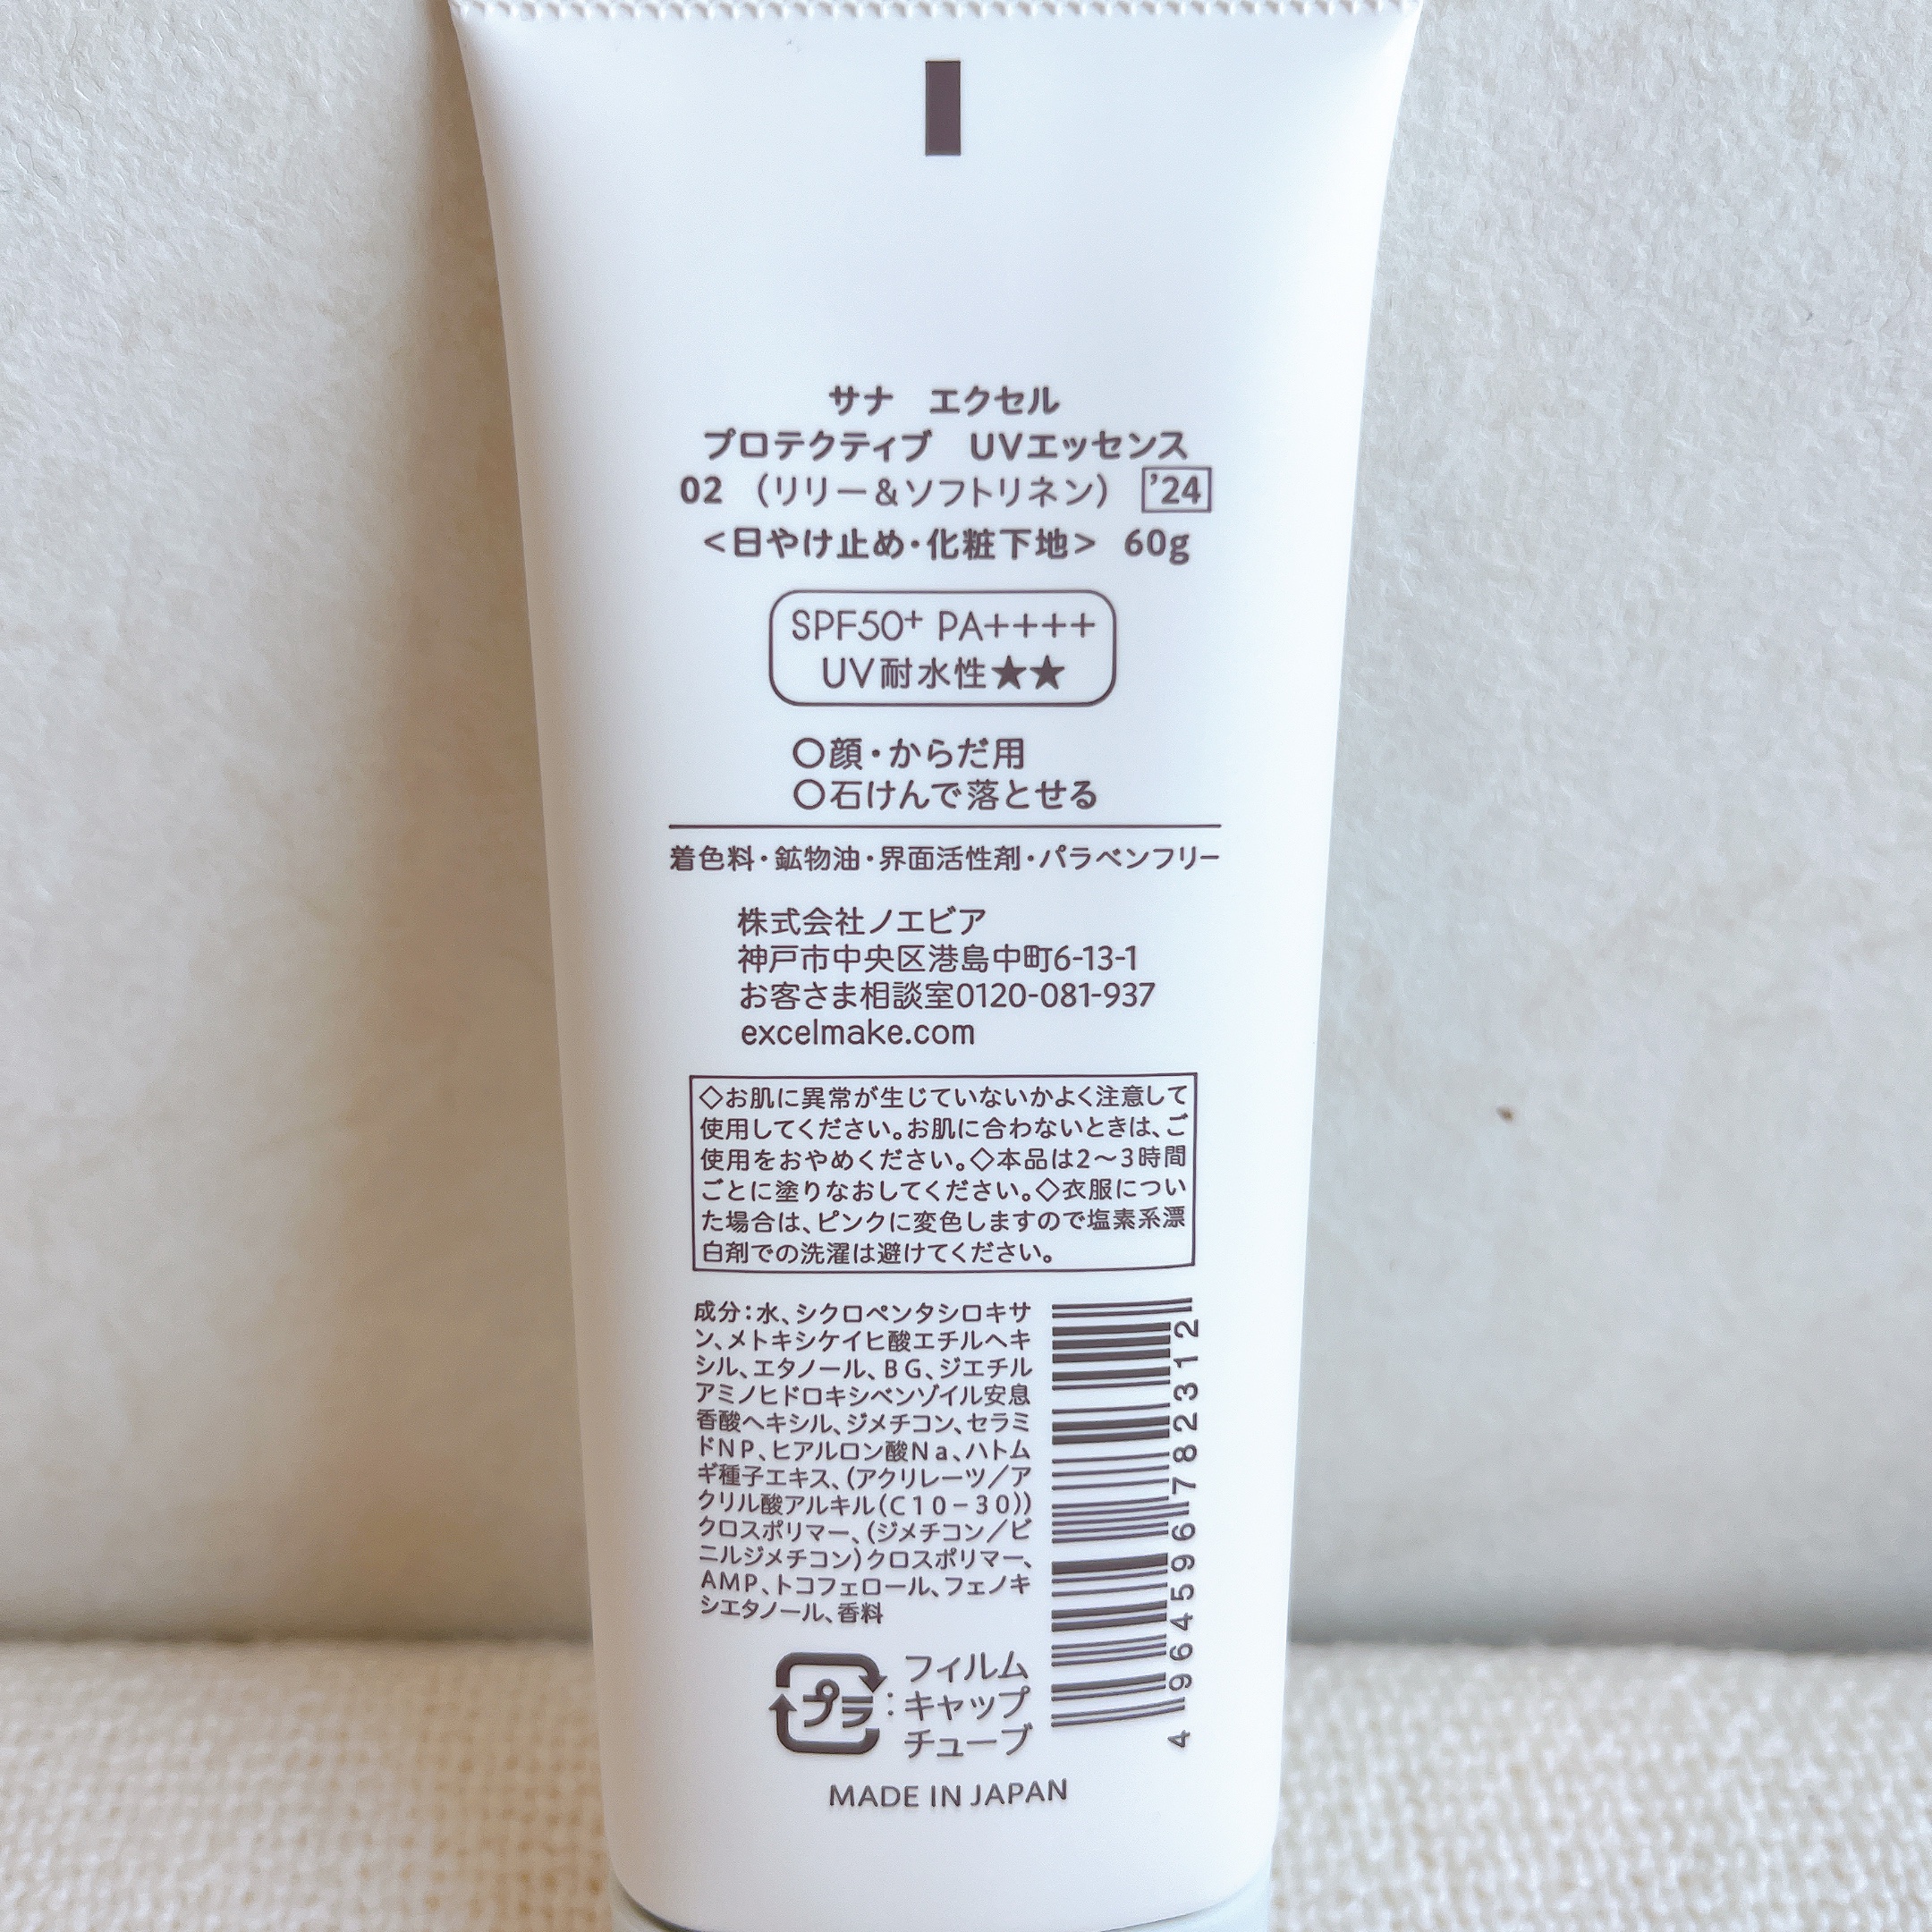 サナ エクセル
プロテクティブ UVエッセンス
02 (リリー&ソフトリネン) ’24
<日やけ止め・化粧下地> 60g
SPF50+ PA++++
UV耐水性★★
○顔・からだ用
○石けんで落とせる
着色料・鉱物油・界面活性剤・パラベンフリー
株式会社ノエビア
神戸市中央区港島中町6-13-1
お客さま相談室0120-081-937
excelmake.com
◇お肌に異常が生じていないかよく注意して
使用してください。お肌に合わないときは、ご
使用をおやめください。◇本品は2〜3時間
ごとに塗りなおしてください。◇衣服につい
た場合は、ピンクに変色しますので塩素系漂
白剤での洗濯は避けてください。
成分:水、シクロペンタシロキサ
ン、メトキシケイヒ酸エチルヘキ
シル、エタノール、BG、ジエチル
アミノヒドロキシベンゾイル安息
香酸ヘキシル、ジメチコン、セラミ
ドNP、ヒアルロン酸Na、ハトム
ギ種子エキス、(アクリレーツ/ア
クリル酸アルキル(C10-30))
クロスポリマー、(ジメチコン/ビ
ニルジメチコン)クロスポリマー、
AMP、トコフェロール、フェノキ
シエタノール、香料
4 964596 782312
プラ:フィルム
キャップ
チューブ
MADE IN JAPAN